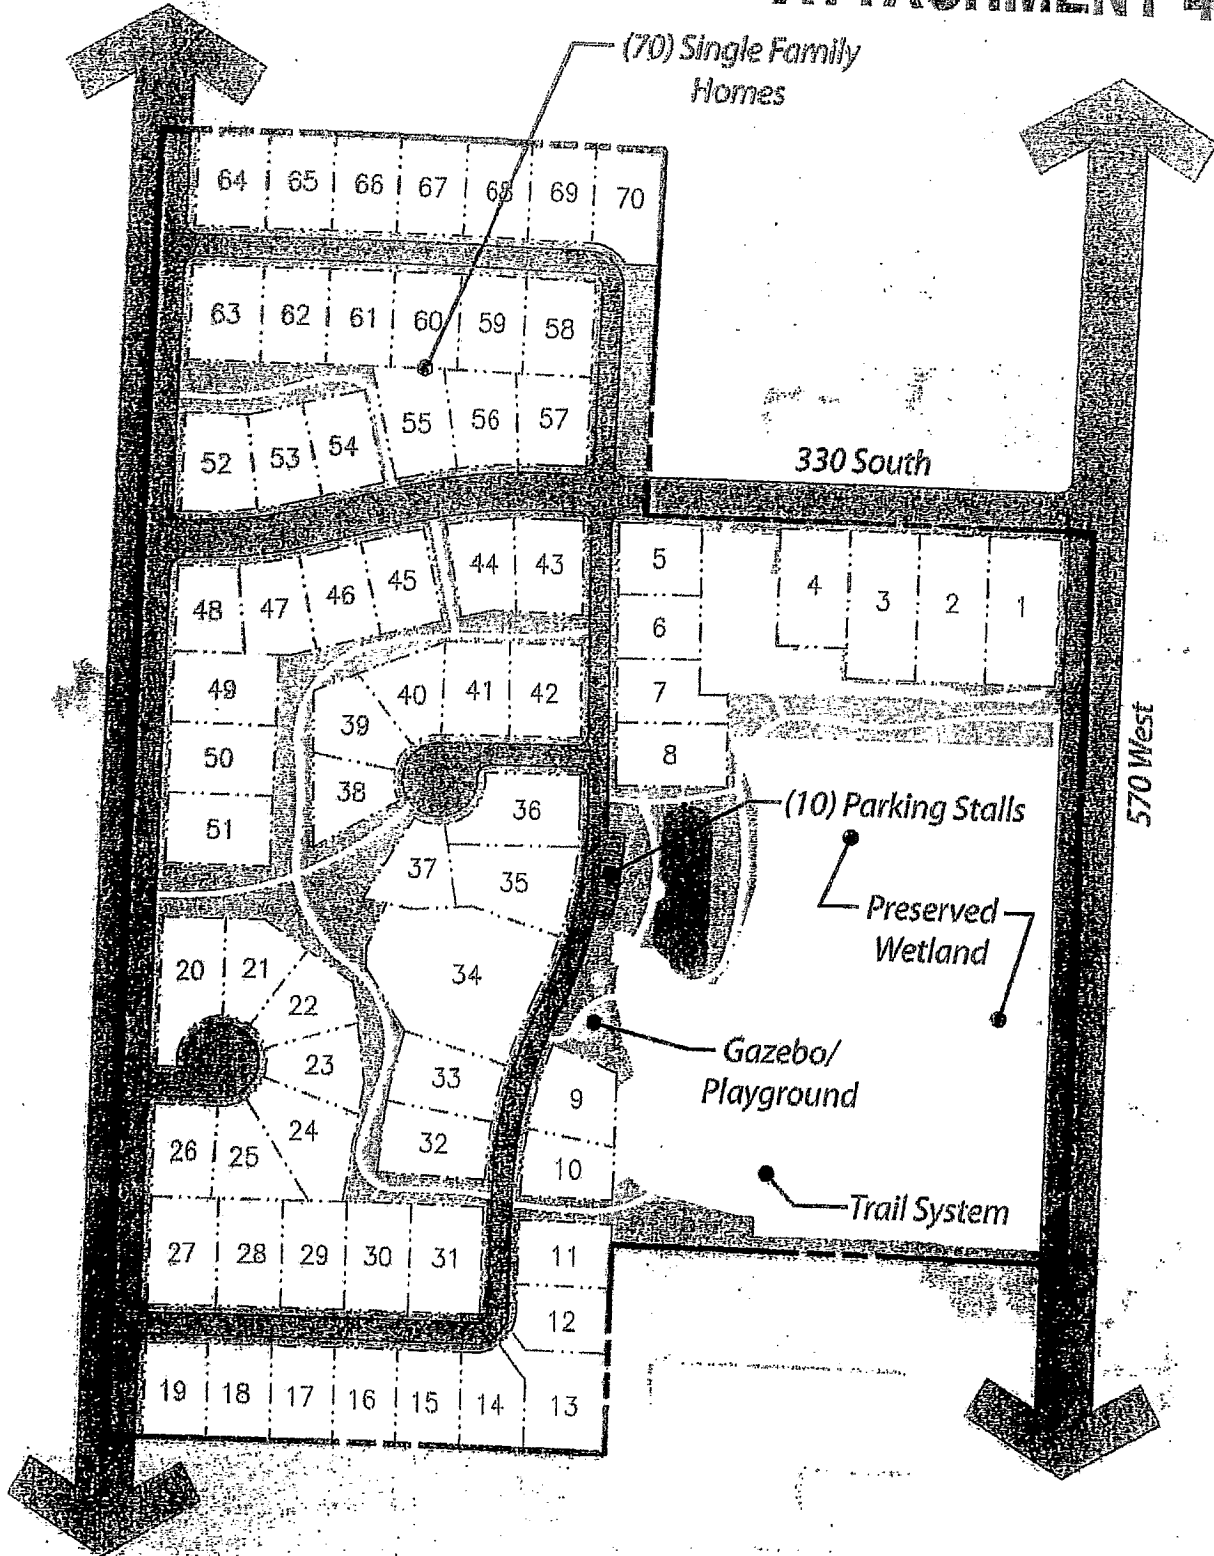 ATTACHMENT 4
(70) Single Family
Homes
64 65 66 67 68 69 70
63 62 61 60 59 58
55 56 57
52 53 54
330 South
44 43
48 47 46 45
5
4 3 2 1
6
49
40 41 42
7
39
50
38
8
570 West
51
36
(10) Parking Stalls
37 35
Preserved
Wetland
20 21
34
22
23
33
Gazebo/
Playground
9
24
32
26 25
10
Trail System
27 28 29 30 31
11
12
19 18 17 16 15 14 13